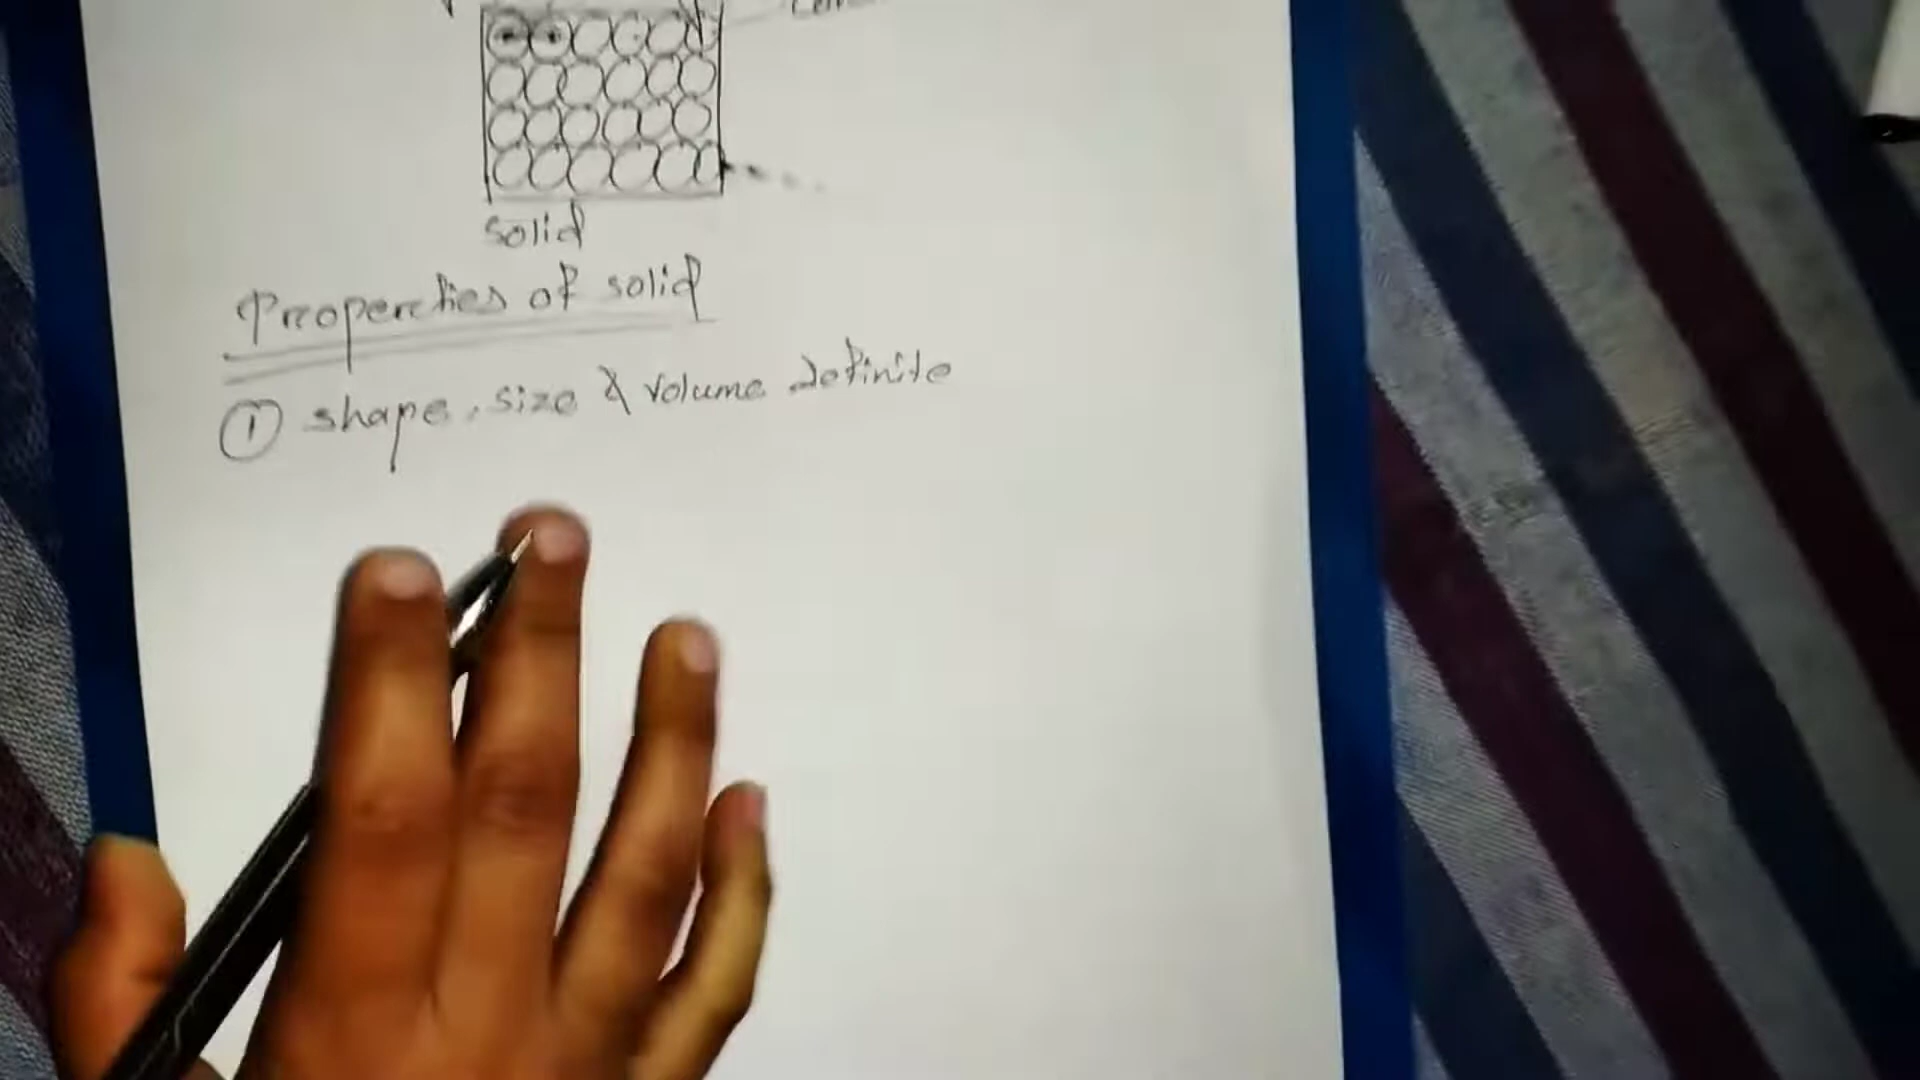 solid
Properties of solid
① shape, size & volume definite